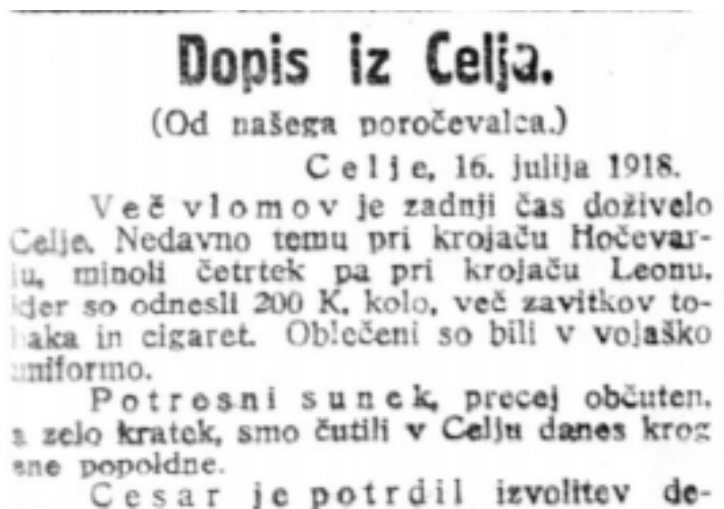 Dopis iz Celja.
(Od našega poročevalca.)
Celje, 16. julija 1918.
Več vlomov je zadnji čas doživelo
Celje. Nedavno temu pri krojaču Hočevar-
ju, minoli četrtek pa pri krojaču Leonu,
kjer so odnesli 200 K, kolo, več zavitkov to-
baka in cigaret. Oblečeni so bili v vojaško
uniformo.
Potresni sunek, precej občuten,
a zelo kratek, smo čutili v Celju danes krog
ene popoldne.
Cesar je potrdil izvolitev de-